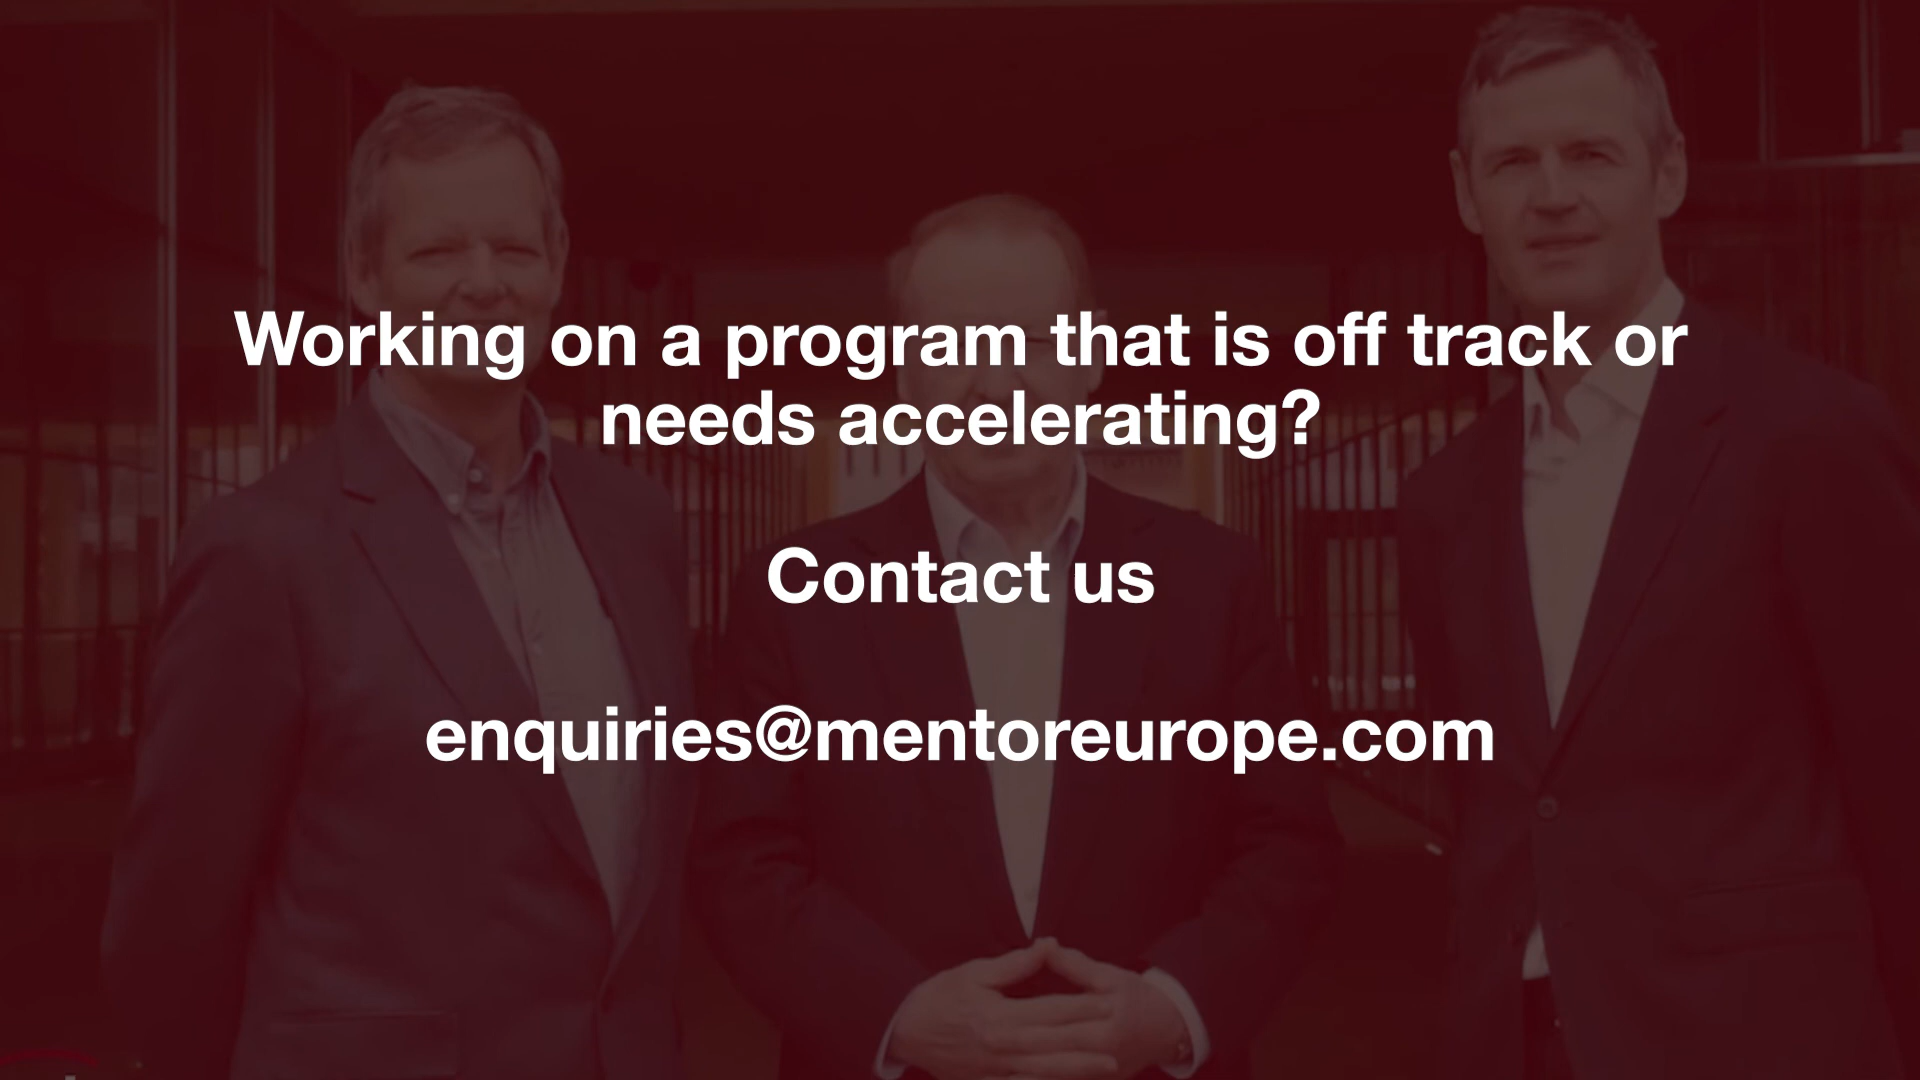 Working on a program that is off track or
needs accelerating?
Contact us
enquiries@mentoreurope.com